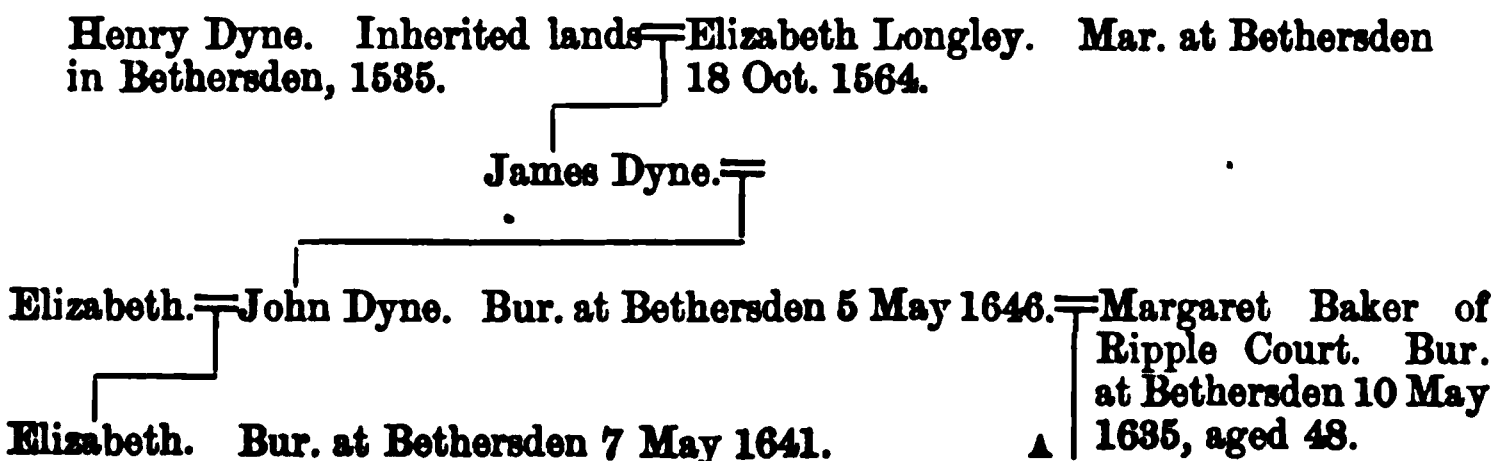 Henry Dyne. Inherited lands=Elizabeth Longley. Mar. at Bethersden
in Bethersden, 1535. 18 Oct. 1564.
James Dyne.=
Elizabeth.=John Dyne. Bur. at Bethersden 5 May 1646.=Margaret Baker of
Ripple Court. Bur.
at Bethersden 10 May
1635, aged 48.
Elizabeth. Bur. at Bethersden 7 May 1641. A